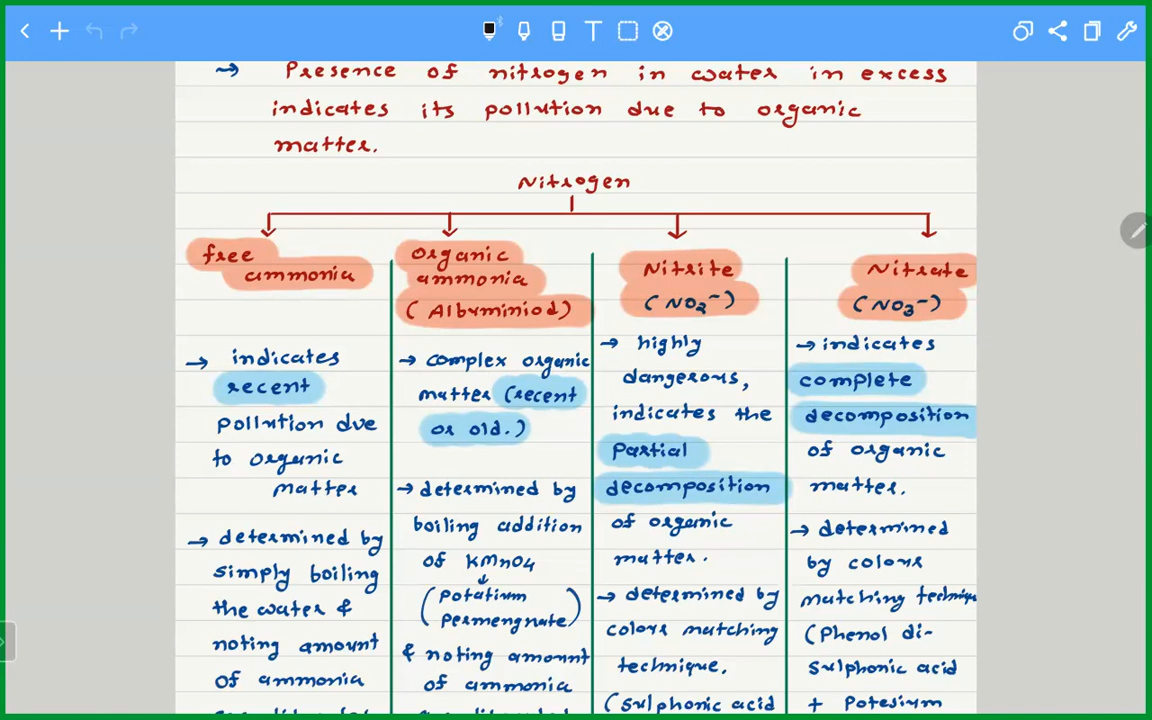 → Presence of nitrogen in water in excess
indicates its pollution due to organic
matter.
Nitrogen
free
ammonia
→ indicates
recent
pollution due
to organic
matter
→ determined by
simply boiling
the water &
noting amount
of ammonia
organic
ammonia
(Albuminiod)
→ complex organic
matter (recent
or old.)
→ determined by
boiling addition
of KMnO4
(Potatium
Permengnate)
& noting amount
of ammonia
Nitrite
(NO2-)
→ highly
dangerous,
indicates the
Partial
decomposition
of organic
matter.
→ determined by
colour matching
technique.
(Sulphonic acid
Nitrate
(NO3-)
→ indicates
complete
decomposition
of organic
matter.
→ determined
by colour
matching technique
(Phenol di-
sulphonic acid
+ Potesium